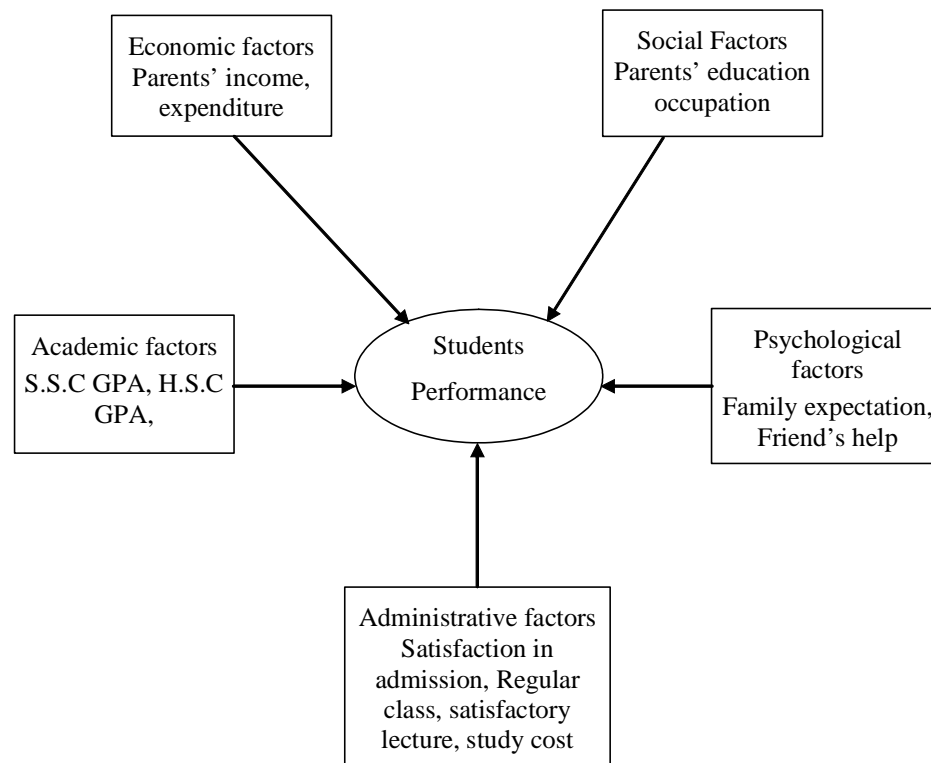 Economic factors
Parents’ income,
expenditure
Social Factors
Parents’ education
occupation
Academic factors
S.S.C GPA, H.S.C
GPA,
Students
Performance
Psychological
factors
Family expectation,
Friend’s help
Administrative factors
Satisfaction in
admission, Regular
class, satisfactory
lecture, study cost